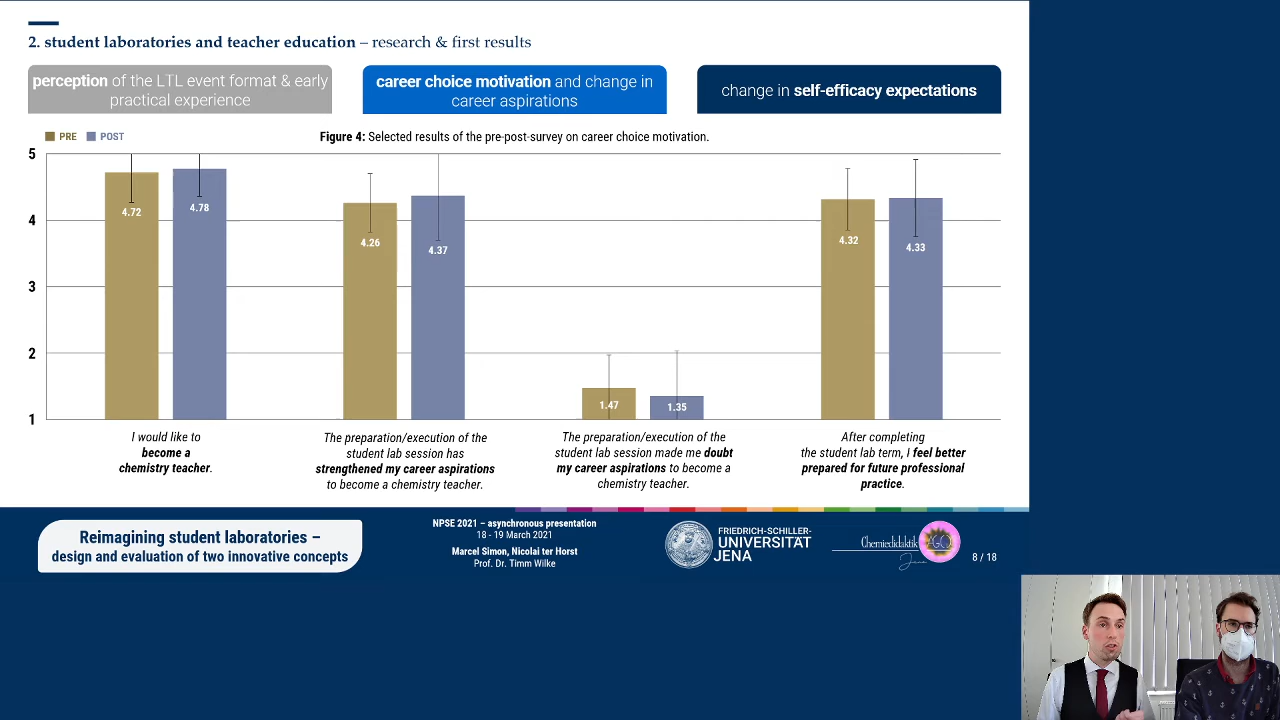 2. student laboratories and teacher education – research & first results
perception of the LTL event format & early
practical experience
career choice motivation and change in
career aspirations
change in self-efficacy expectations
PRE POST
Figure 4: Selected results of the pre-post-survey on career choice motivation.
5
4
3
2
1
4.72
4.78
4.26
4.37
1.47
1.35
4.32
4.33
I would like to
become a
chemistry teacher.
The preparation/execution of the
student lab session has
strengthened my career aspirations
to become a chemistry teacher.
The preparation/execution of the
student lab session made me doubt
my career aspirations to become a
chemistry teacher.
After completing
the student lab term, I feel better
prepared for future professional
practice.
Reimagining student laboratories –
design and evaluation of two innovative concepts
NPSE 2021 – asynchronous presentation
18 - 19 March 2021
Marcel Simon, Nicolai ter Horst
Prof. Dr. Timm Wilke
FRIEDRICH-SCHILLER-
UNIVERSITÄT
JENA
Chemiedidaktik
Jena
8 / 18